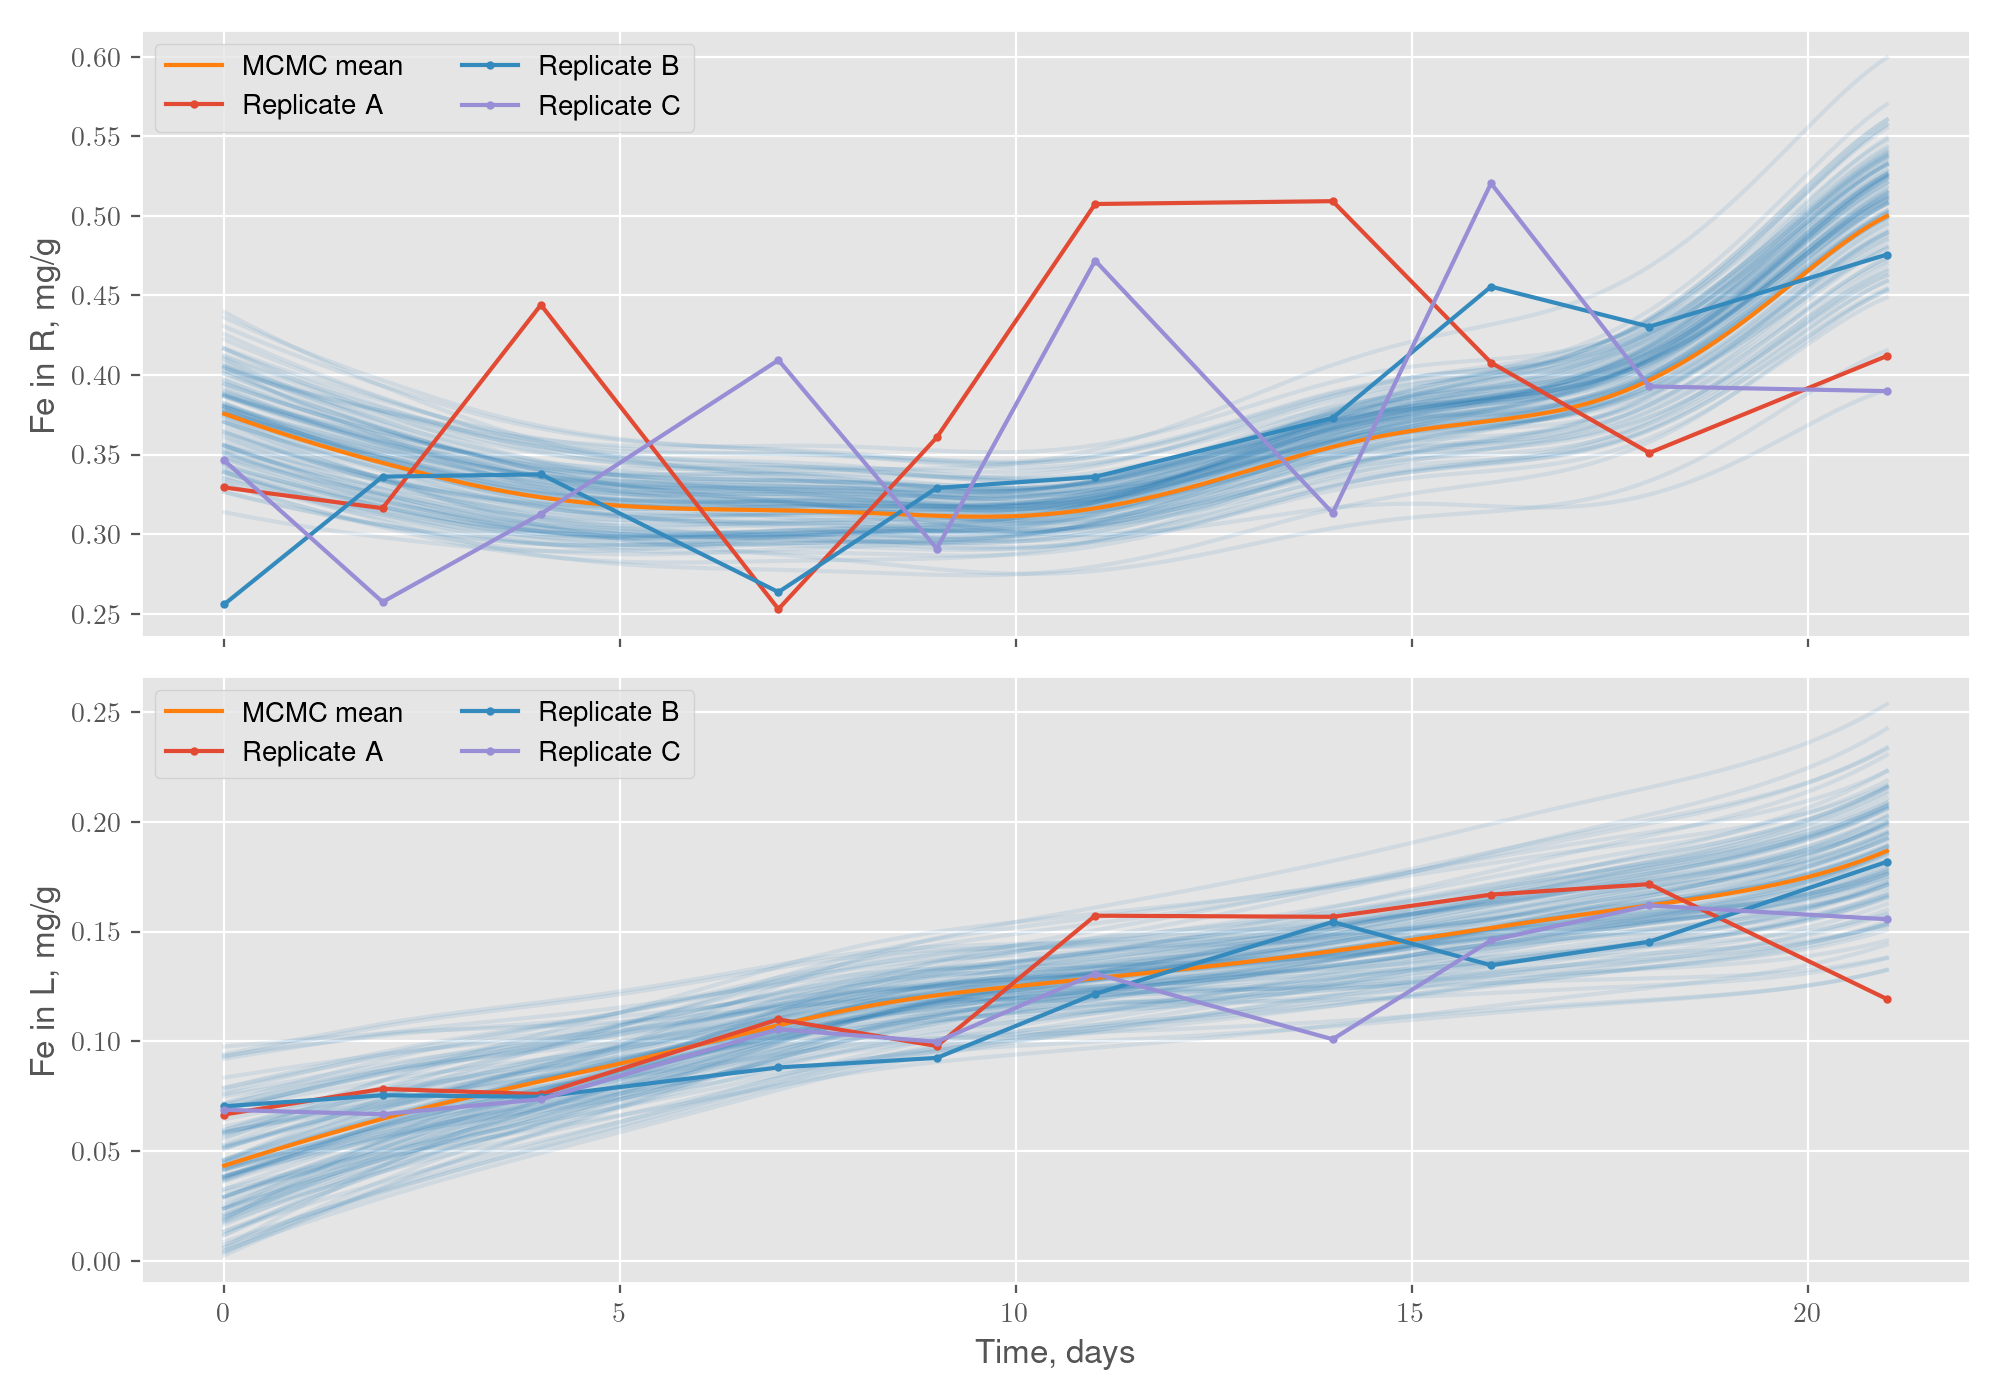 0.60
0.55
0.50
0.45
0.40
0.35
0.30
0.25
Fe in R, mg/g
MCMC mean
Replicate A
Replicate B
Replicate C
0.25
0.20
0.15
0.10
0.05
0.00
Fe in L, mg/g
MCMC mean
Replicate A
Replicate B
Replicate C
0 5 10 15 20
Time, days